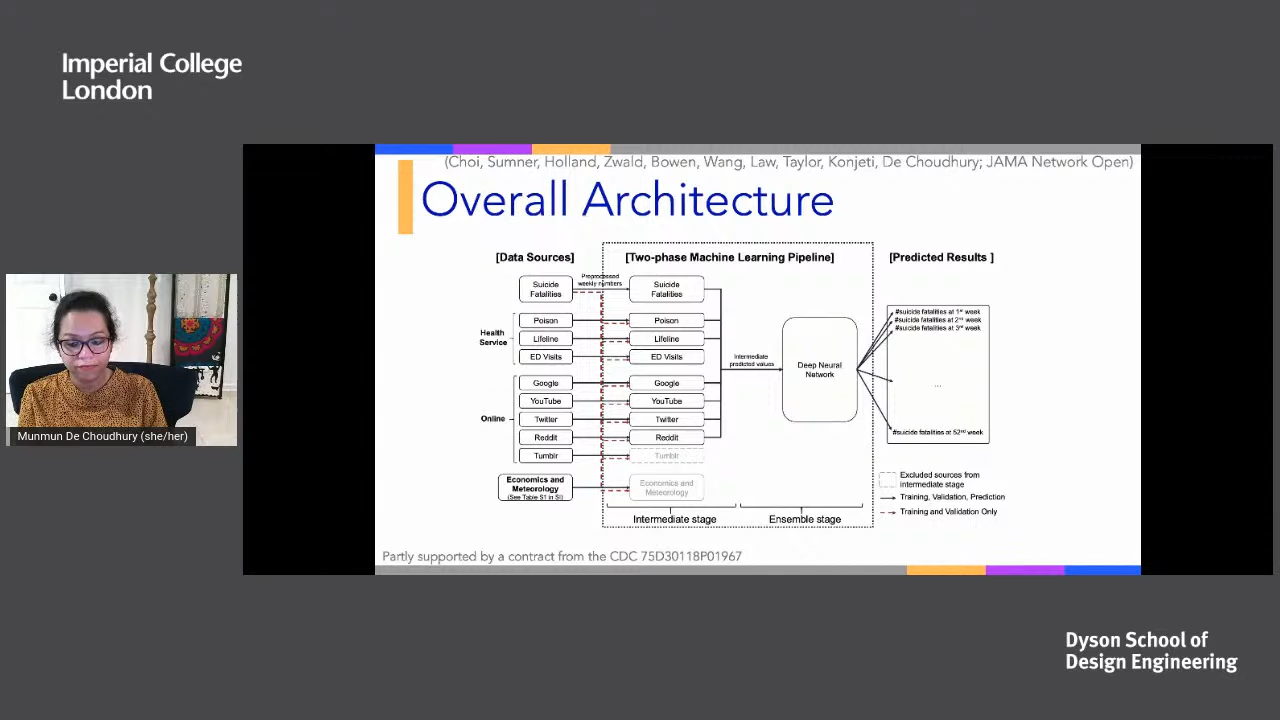 Imperial College
London
(Choi, Sumner, Holland, Zwald, Bowen, Wang, Law, Taylor, Konjeti, De Choudhury; JAMA Network Open)
Overall Architecture
[Data Sources]
[Two-phase Machine Learning Pipeline]
[Predicted Results ]
Preprocessed
weekly numbers
Suicide
Fatalities
Suicide
Fatalities
Health
Service
Poison
Poison
Lifeline
Lifeline
ED Visits
ED Visits
Online
Google
Google
YouTube
YouTube
Twitter
Twitter
Reddit
Reddit
Tumblr
Tumblr
Economics and
Meteorology
(See Table S1 in SI)
Economics and
Meteorology
Intermediate
predicted values
Deep Neural
Network
#suicide fatalities at 1st week
#suicide fatalities at 2nd week
#suicide fatalities at 3rd week
...
#suicide fatalities at 52nd week
Excluded sources from
intermediate stage
Training, Validation, Prediction
Training and Validation Only
Intermediate stage
Ensemble stage
Partly supported by a contract from the CDC 75D30118P01967
Munmun De Choudhury (she/her)
Dyson School of
Design Engineering